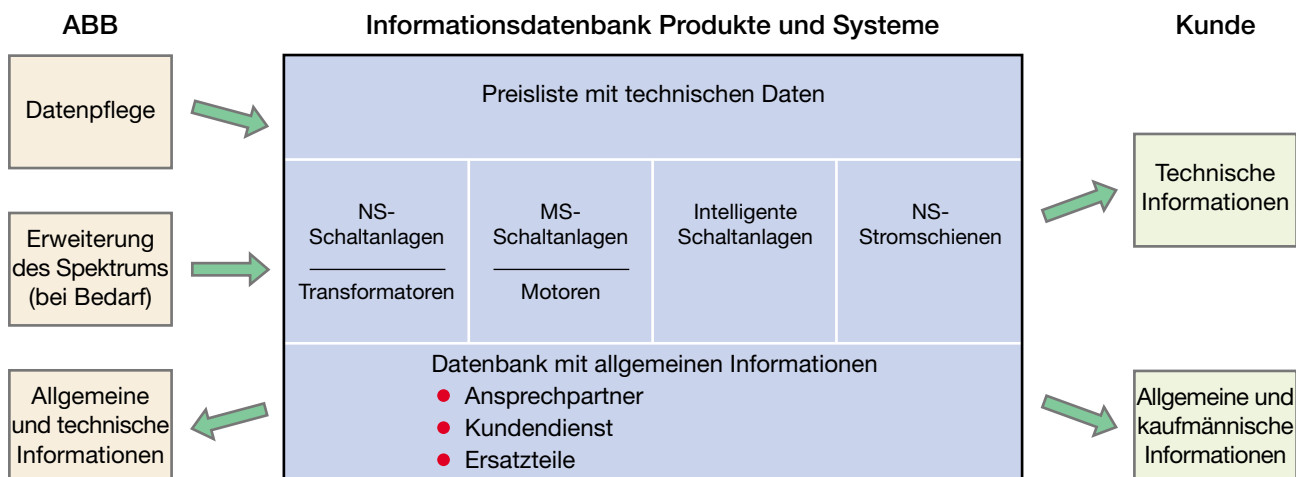 ABB
Informationsdatenbank Produkte und Systeme
Kunde
Datenpflege
Erweiterung
des Spektrums
(bei Bedarf)
Allgemeine
und technische
Informationen
Preisliste mit technischen Daten
NS-
Schaltanlagen
Transformatoren
MS-
Schaltanlagen
Motoren
Intelligente
Schaltanlagen
NS-
Stromschienen
Datenbank mit allgemeinen Informationen
Ansprechpartner
Kundendienst
Ersatzteile
Technische
Informationen
Allgemeine und
kaufmännische
Informationen